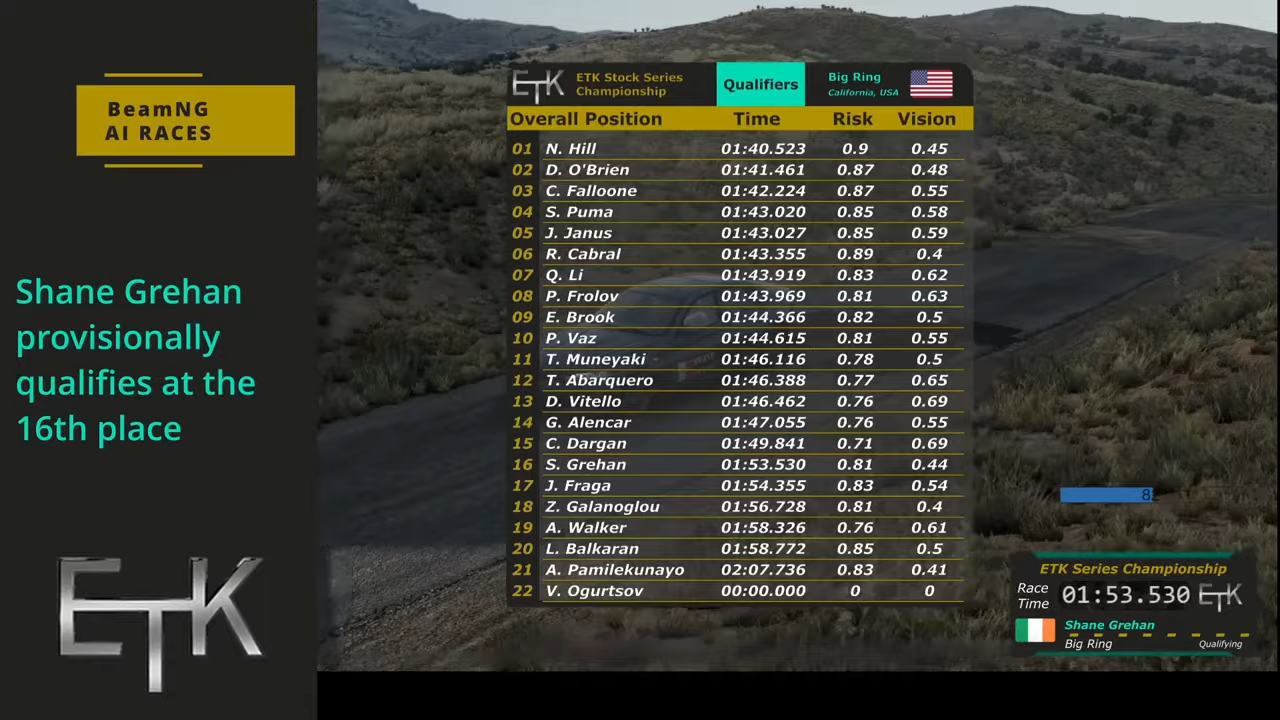 BeamNG
AI RACES
Shane Grehan
provisionally
qualifies at the
16th place
ETK
ETK ETK Stock Series
Championship
Qualifiers
Big Ring
California, USA
Overall Position Time Risk Vision
01 N. Hill 01:40.523 0.9 0.45
02 D. O'Brien 01:41.461 0.87 0.48
03 C. Falloone 01:42.224 0.87 0.55
04 S. Puma 01:43.020 0.85 0.58
05 J. Janus 01:43.027 0.85 0.59
06 R. Cabral 01:43.355 0.89 0.4
07 Q. Li 01:43.919 0.83 0.62
08 P. Frolov 01:43.969 0.81 0.63
09 E. Brook 01:44.366 0.82 0.5
10 P. Vaz 01:44.615 0.81 0.55
11 T. Muneyaki 01:46.116 0.78 0.5
12 T. Abarquero 01:46.388 0.77 0.65
13 D. Vitello 01:46.462 0.76 0.69
14 G. Alencar 01:47.055 0.76 0.55
15 C. Dargan 01:49.841 0.71 0.69
16 S. Grehan 01:53.530 0.81 0.44
17 J. Fraga 01:54.355 0.83 0.54
18 Z. Galanoglou 01:56.728 0.81 0.4
19 A. Walker 01:58.326 0.76 0.61
20 L. Balkaran 01:58.772 0.85 0.5
21 A. Pamilekunayo 02:07.736 0.83 0.41
22 V. Ogurtsov 00:00.000 0 0
ETK Series Championship
Race
Time
01:53.530 ETK
Shane Grehan
Big Ring Qualifying